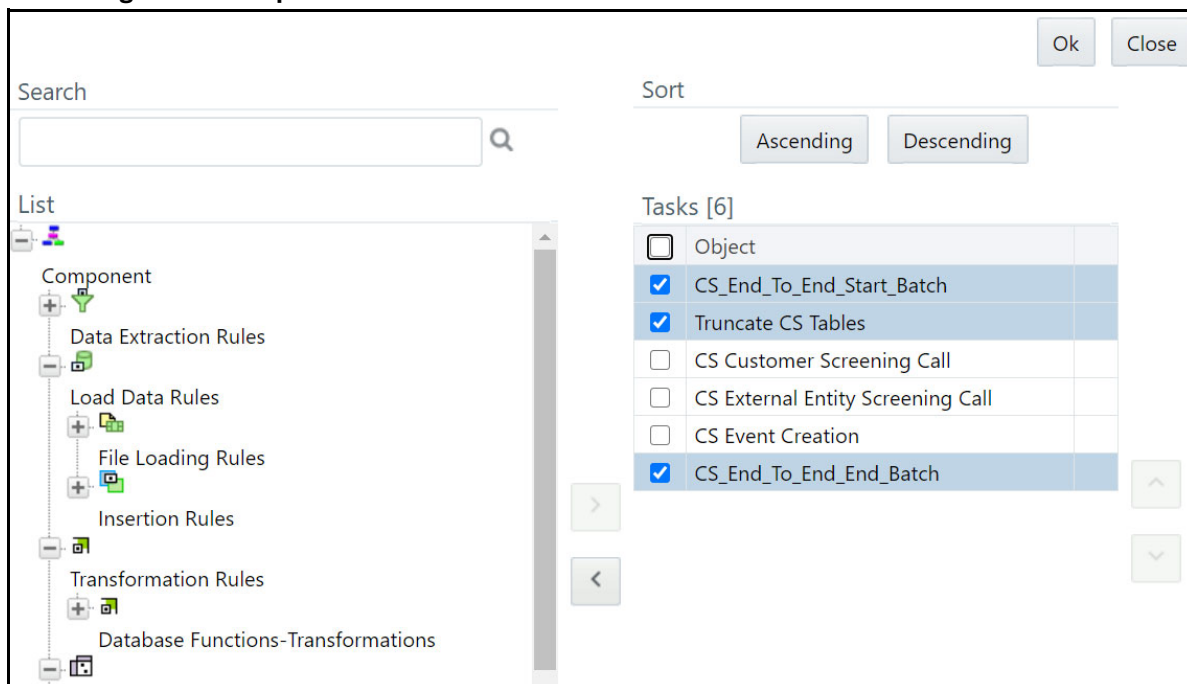 Ok
Close
Search
Sort
Ascending
Descending
List
Tasks [6]
Component
Data Extraction Rules
Load Data Rules
File Loading Rules
Insertion Rules
Transformation Rules
Database Functions-Transformations
Object
CS_End_To_End_Start_Batch
Truncate CS Tables
CS Customer Screening Call
CS External Entity Screening Call
CS Event Creation
CS_End_To_End_End_Batch